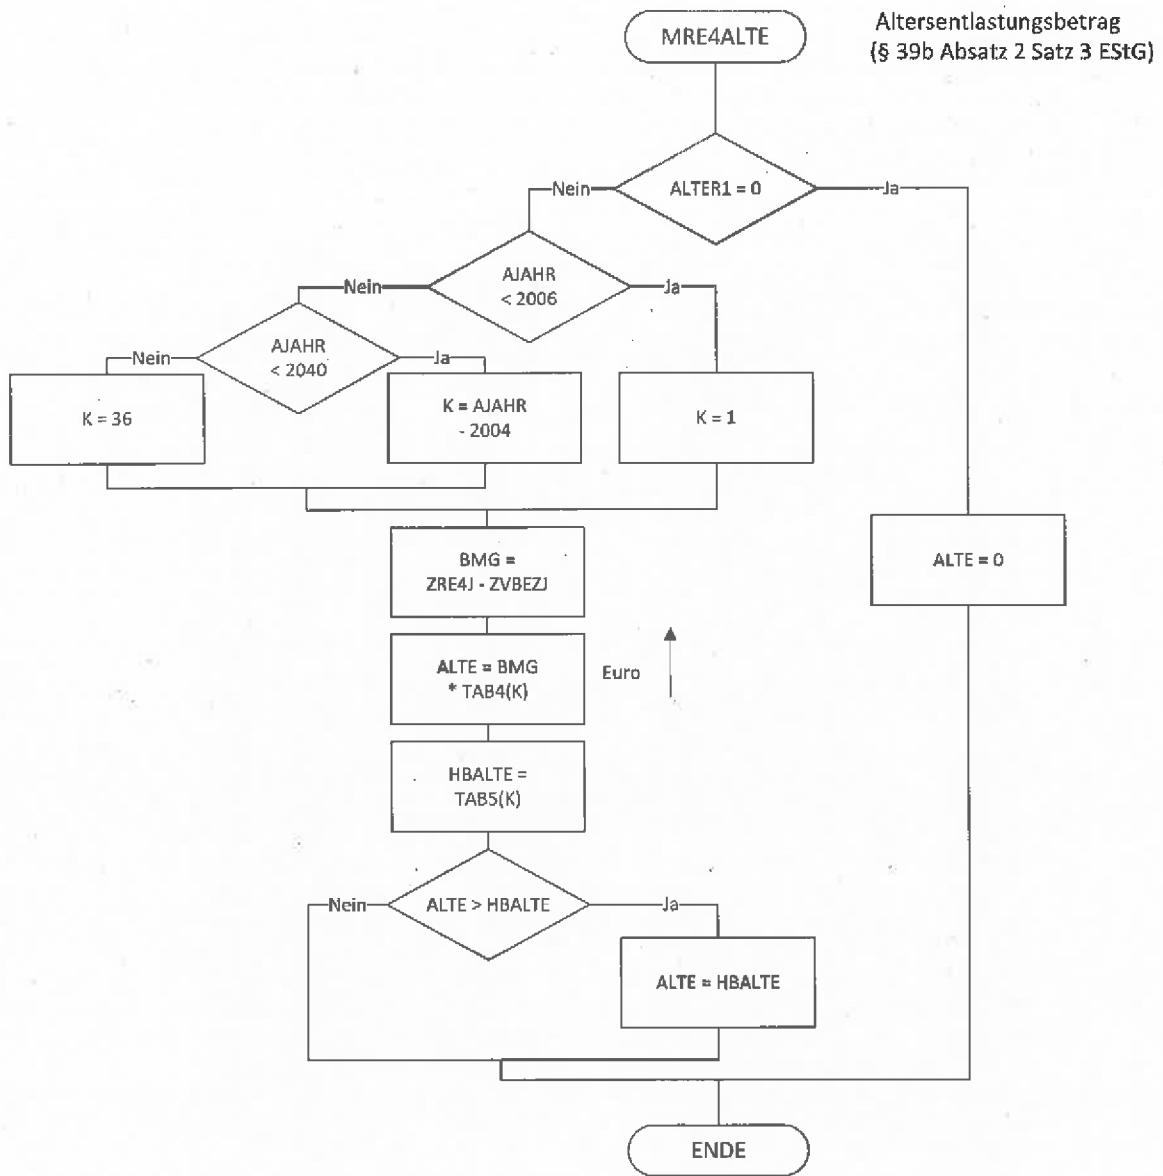 MRE4ALTE
Altersentlastungsbetrag
(§ 39b Absatz 2 Satz 3 EStG)
ALTER1 = 0
Nein
Ja
AJAHR
< 2006
Nein
Ja
AJAHR
< 2040
Nein
Ja
K = 36
K = AJAHR
- 2004
K = 1
BMG =
ZRE4J - ZVBEZJ
ALTE = 0
ALTE = BMG
* TAB4(K)
Euro
HBALTE =
TAB5(K)
ALTE > HBALTE
Nein
Ja
ALTE = HBALTE
ENDE